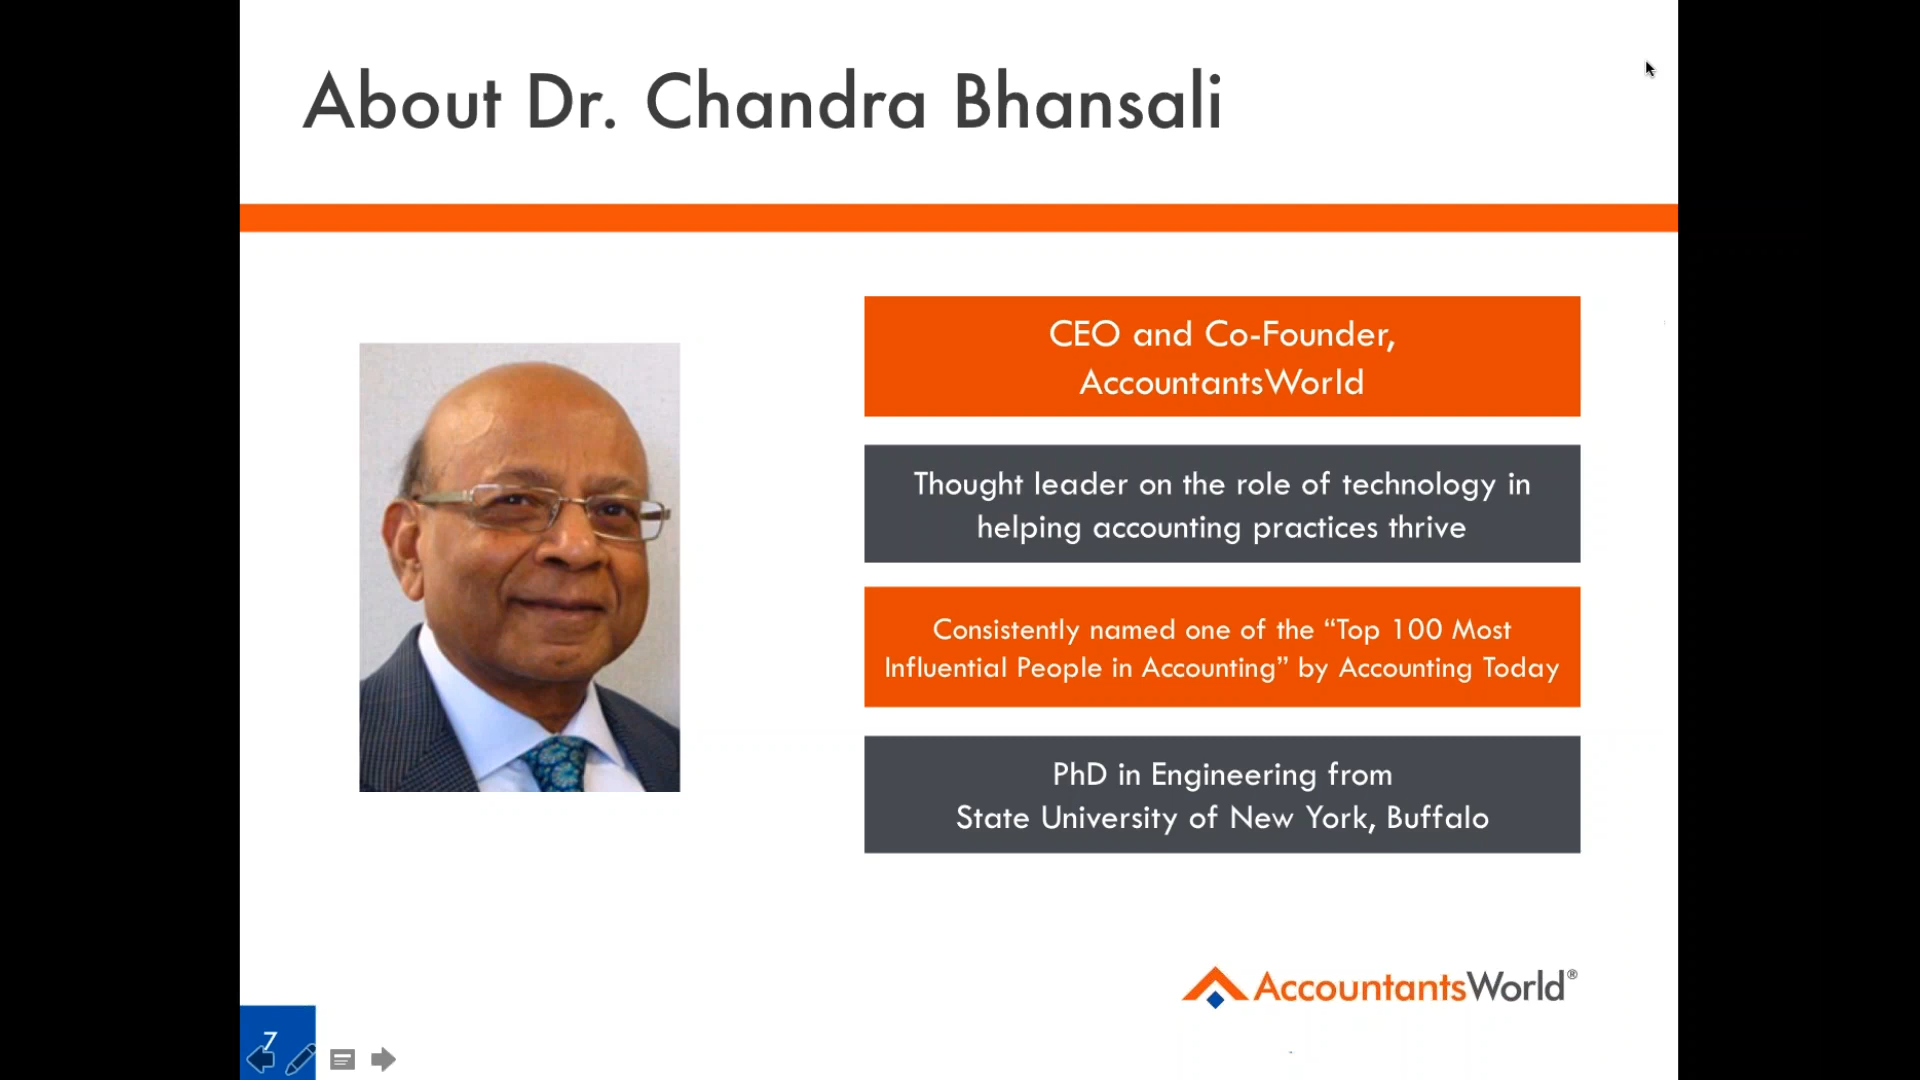 About Dr. Chandra Bhansali
CEO and Co-Founder,
AccountantsWorld
Thought leader on the role of technology in
helping accounting practices thrive
Consistently named one of the “Top 100 Most
Influential People in Accounting” by Accounting Today
PhD in Engineering from
State University of New York, Buffalo
AccountantsWorld®
7